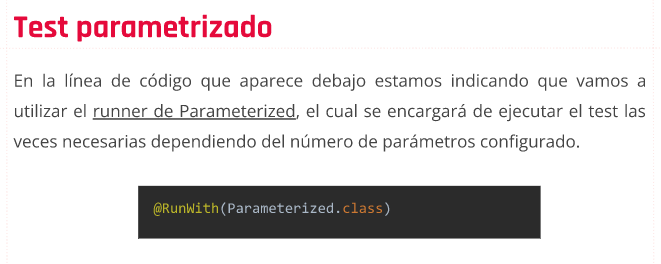 Test parametrizado
En la línea de código que aparece debajo estamos indicando que vamos a
utilizar el runner de Parameterized, el cual se encargará de ejecutar el test las
veces necesarias dependiendo del número de parámetros configurado.
@RunWith(Parameterized.class)